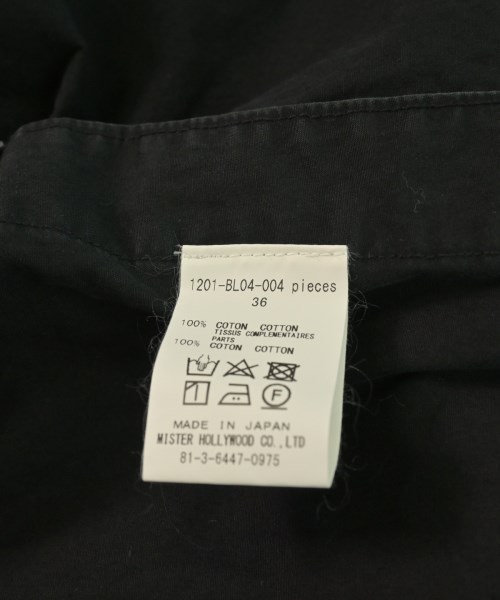 1201-BL04-004 pieces
36
100% COTON COTTON
TISSUS COMPLEMENTAIRES
PARTS
100% COTON COTTON
1 F
MADE IN JAPAN
MISTER HOLLYWOOD CO., LTD
81-3-6447-0975